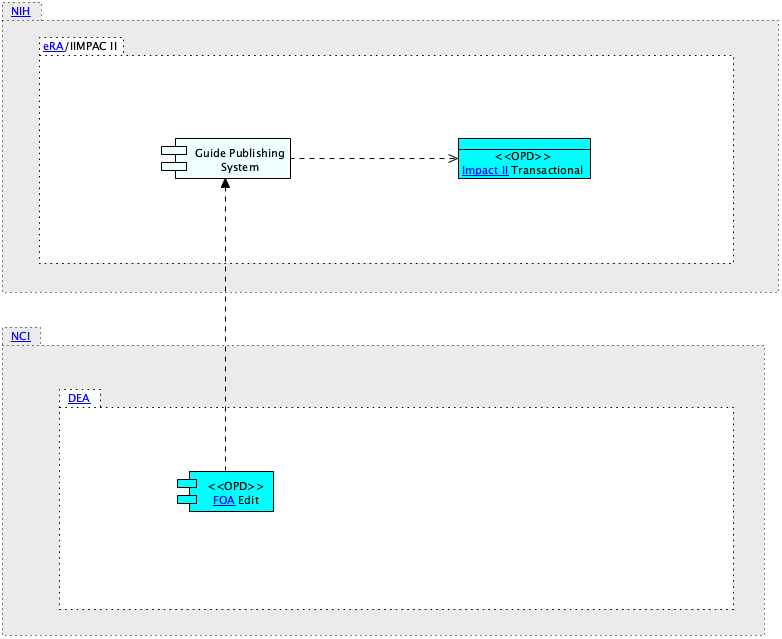 NIH
eRA/IIMPAC II
Guide Publishing
System
<<OPD>>
Impact II Transactional
NCI
DEA
<<OPD>>
FOA Edit